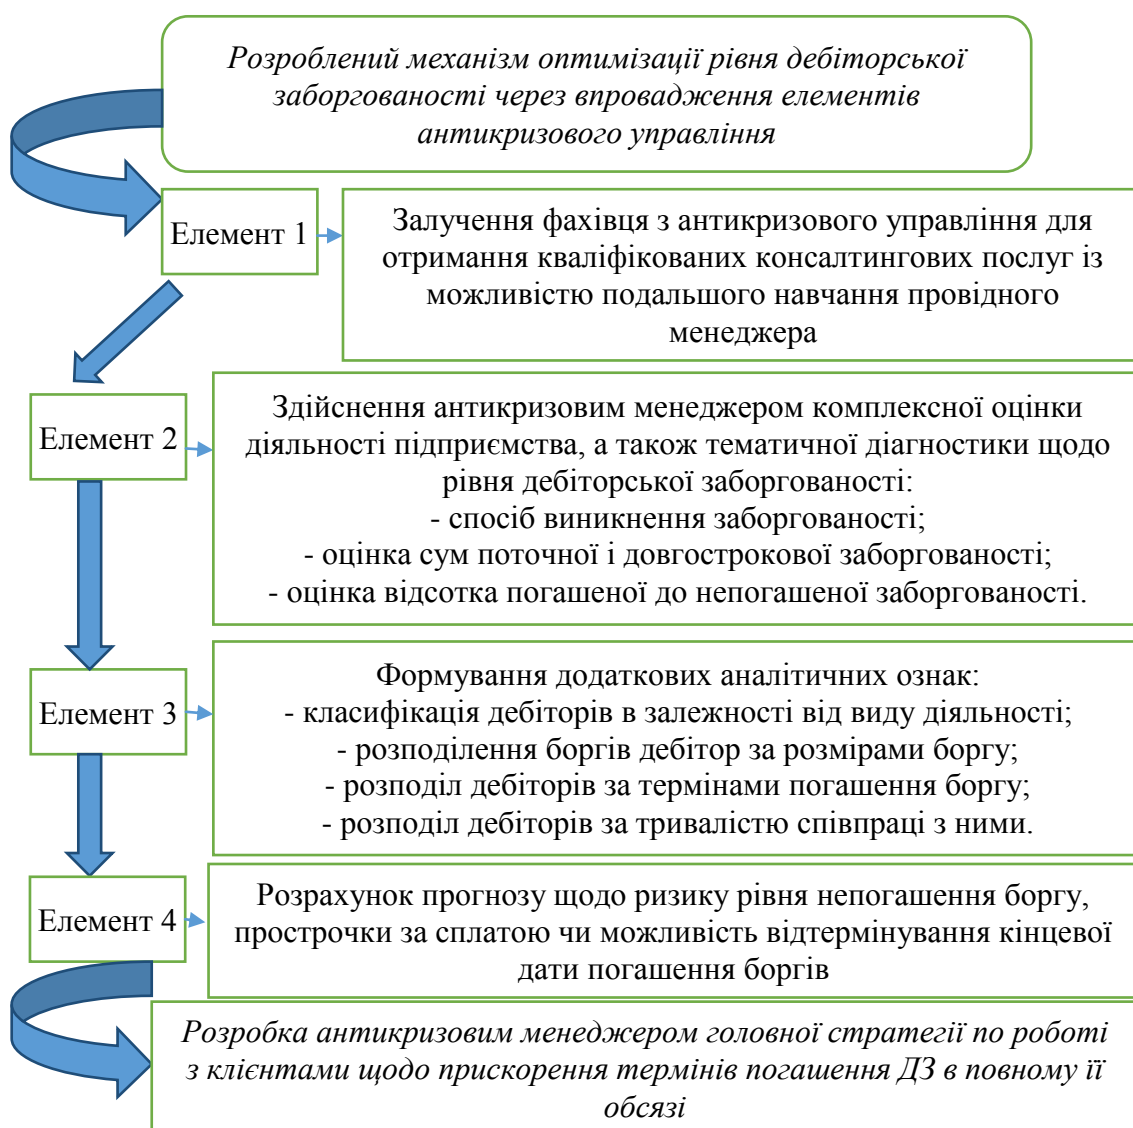 Розроблений механізм оптимізації рівня дебіторської
заборгованості через впровадження елементів
антикризового управління
Елемент 1
Залучення фахівця з антикризового управління для
отримання кваліфікованих консалтингових послуг із
можливістю подальшого навчання провідного
менеджера
Елемент 2
Здійснення антикризовим менеджером комплексної оцінки
діяльності підприємства, а також тематичної діагностики щодо
рівня дебіторської заборгованості:
- спосіб виникнення заборгованості;
- оцінка сум поточної і довгострокової заборгованості;
- оцінка відсотка погашеної до непогашеної заборгованості.
Елемент 3
Формування додаткових аналітичних ознак:
- класифікація дебіторів в залежності від виду діяльності;
- розподілення боргів дебітор за розмірами боргу;
- розподіл дебіторів за термінами погашення боргу;
- розподіл дебіторів за тривалістю співпраці з ними.
Елемент 4
Розрахунок прогнозу щодо ризику рівня непогашення боргу,
прострочки за сплатою чи можливість відтермінування кінцевої
дати погашення боргів
Розробка антикризовим менеджером головної стратегії по роботі
з клієнтами щодо прискорення термінів погашення ДЗ в повному її
обсязі